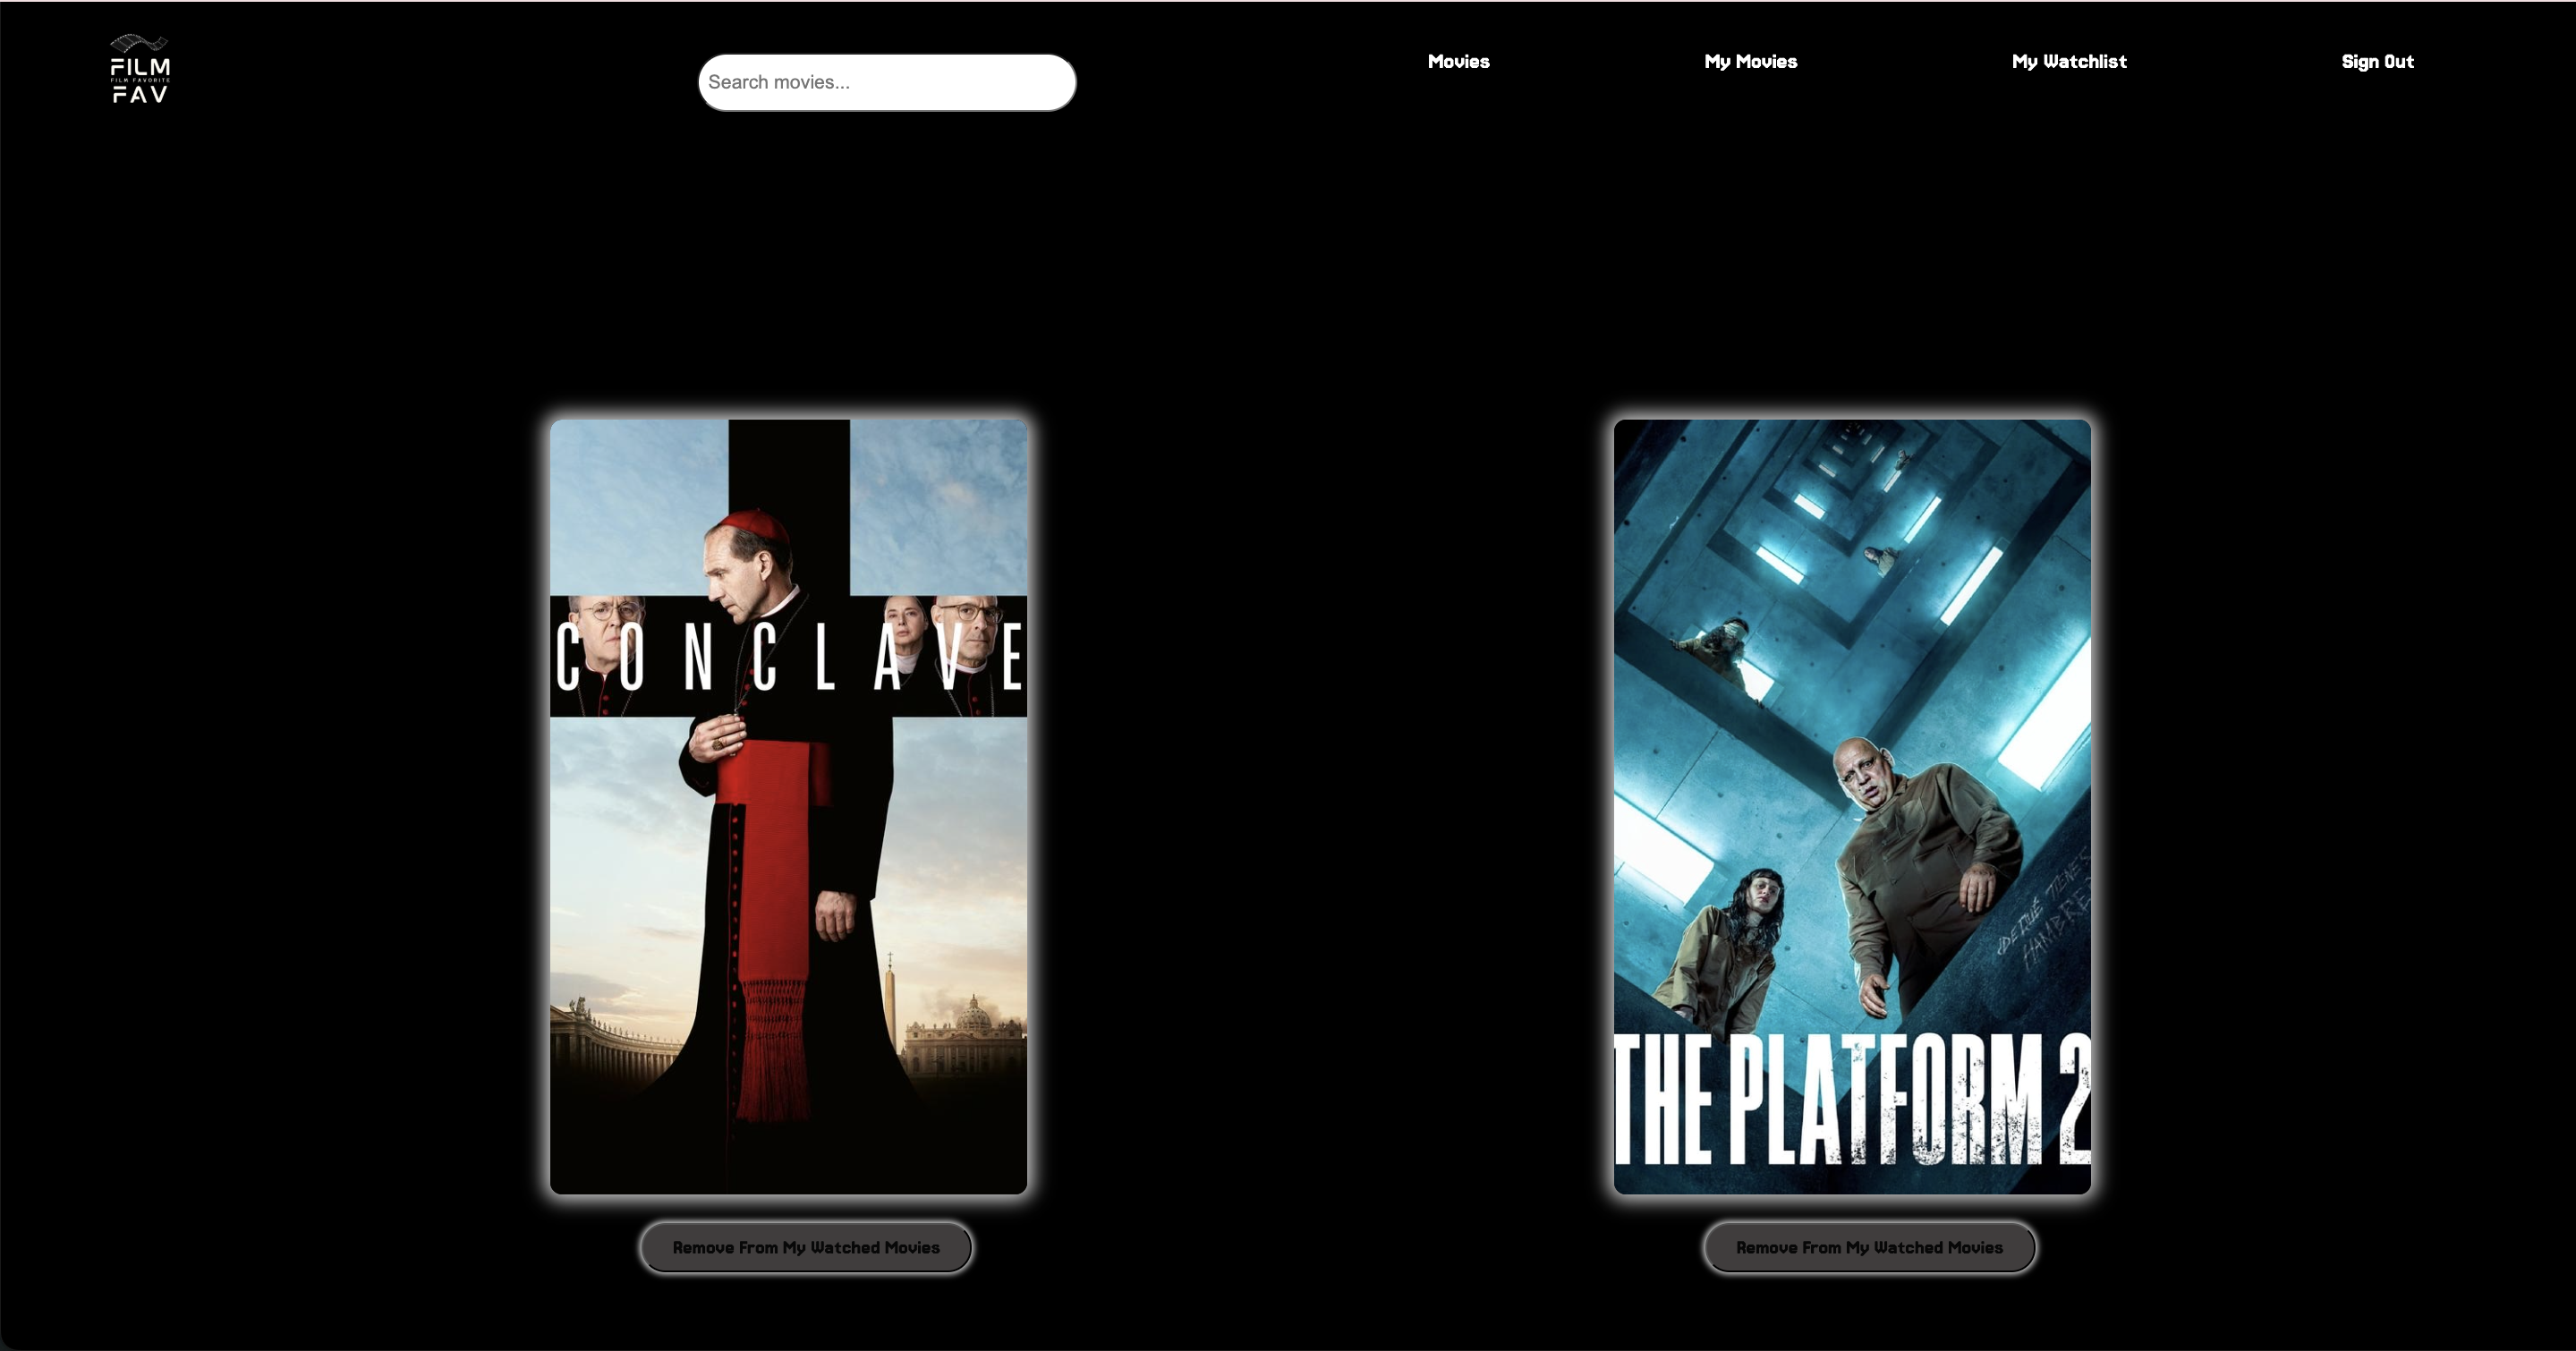 FILM
FILM FAVORITE
FAV
Search movies...
Movies
My Movies
My Watchlist
Sign Out
CONCLAVE
¿DE QUÉ TIENES
HAMBRE
THE PLATFORM 2
Remove From My Watched Movies
Remove From My Watched Movies